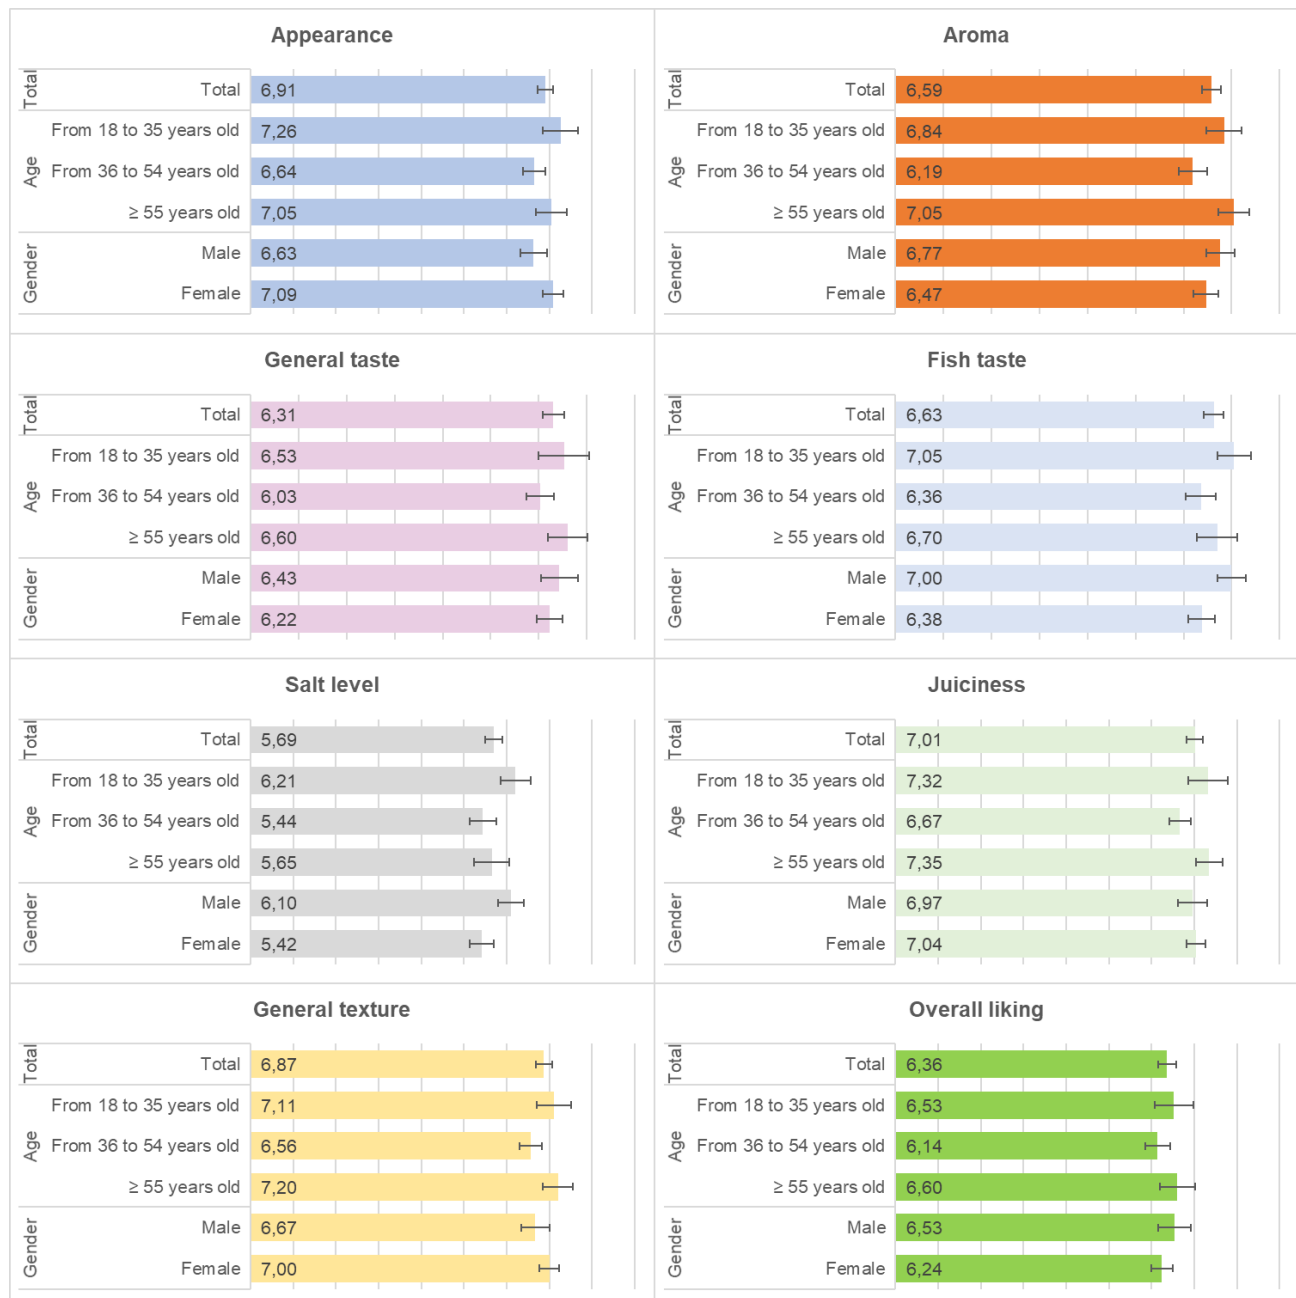 Appearance
Total
Total 6,91
Age
From 18 to 35 years old 7,26
From 36 to 54 years old 6,64
≥ 55 years old 7,05
Gender
Male 6,63
Female 7,09
Aroma
Total
Total 6,59
Age
From 18 to 35 years old 6,84
From 36 to 54 years old 6,19
≥ 55 years old 7,05
Gender
Male 6,77
Female 6,47
General taste
Total
Total 6,31
Age
From 18 to 35 years old 6,53
From 36 to 54 years old 6,03
≥ 55 years old 6,60
Gender
Male 6,43
Female 6,22
Fish taste
Total
Total 6,63
Age
From 18 to 35 years old 7,05
From 36 to 54 years old 6,36
≥ 55 years old 6,70
Gender
Male 7,00
Female 6,38
Salt level
Total
Total 5,69
Age
From 18 to 35 years old 6,21
From 36 to 54 years old 5,44
≥ 55 years old 5,65
Gender
Male 6,10
Female 5,42
Juiciness
Total
Total 7,01
Age
From 18 to 35 years old 7,32
From 36 to 54 years old 6,67
≥ 55 years old 7,35
Gender
Male 6,97
Female 7,04
General texture
Total
Total 6,87
Age
From 18 to 35 years old 7,11
From 36 to 54 years old 6,56
≥ 55 years old 7,20
Gender
Male 6,67
Female 7,00
Overall liking
Total
Total 6,36
Age
From 18 to 35 years old 6,53
From 36 to 54 years old 6,14
≥ 55 years old 6,60
Gender
Male 6,53
Female 6,24